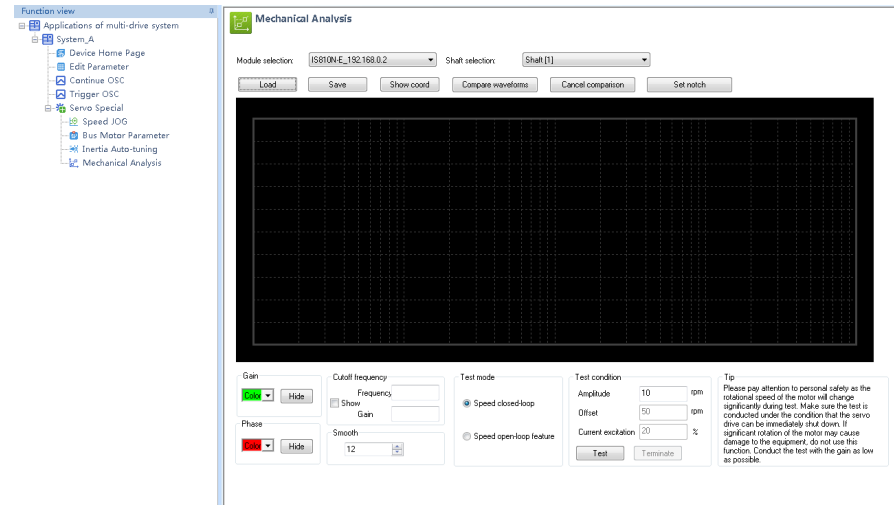 Function view
Applications of multi-drive system
System_A
Device Home Page
Edit Parameter
Continue OSC
Trigger OSC
Servo Special
Speed JOG
Bus Motor Parameter
Inertia Auto-tuning
Mechanical Analysis
Mechanical Analysis
Module selection: IS810N-E_192.168.0.2 Shaft selection: Shaft [1]
Load Save Show coord Compare waveforms Cancel comparison Set notch
Gain
Color Hide
Phase
Color Hide
Cutoff frequency
Frequency
Show
Gain
Smooth
12
Test mode
Speed closed-loop
Speed open-loop feature
Test condition
Amplitude 10 rpm
Offset 50 rpm
Current excitation 20 %
Test Terminate
Tip
Please pay attention to personal safety as the
rotational speed of the motor will change
significantly during test. Make sure the test is
conducted under the condition that the servo
drive can be immediately shut down. If
significant rotation of the motor may cause
damage to the equipment, do not use this
function. Conduct the test with the gain as low
as possible.